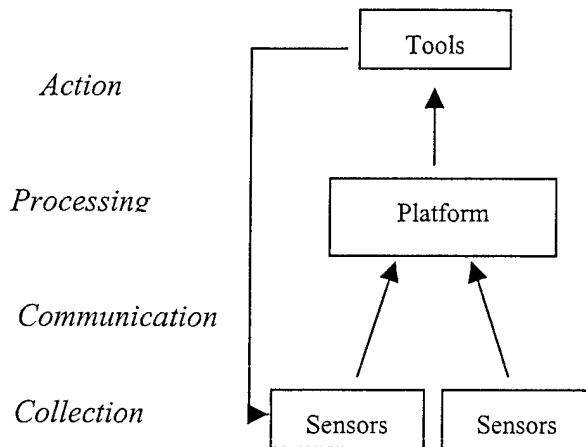 Tools
Action
Processing
Platform
Communication
Collection
Sensors
Sensors